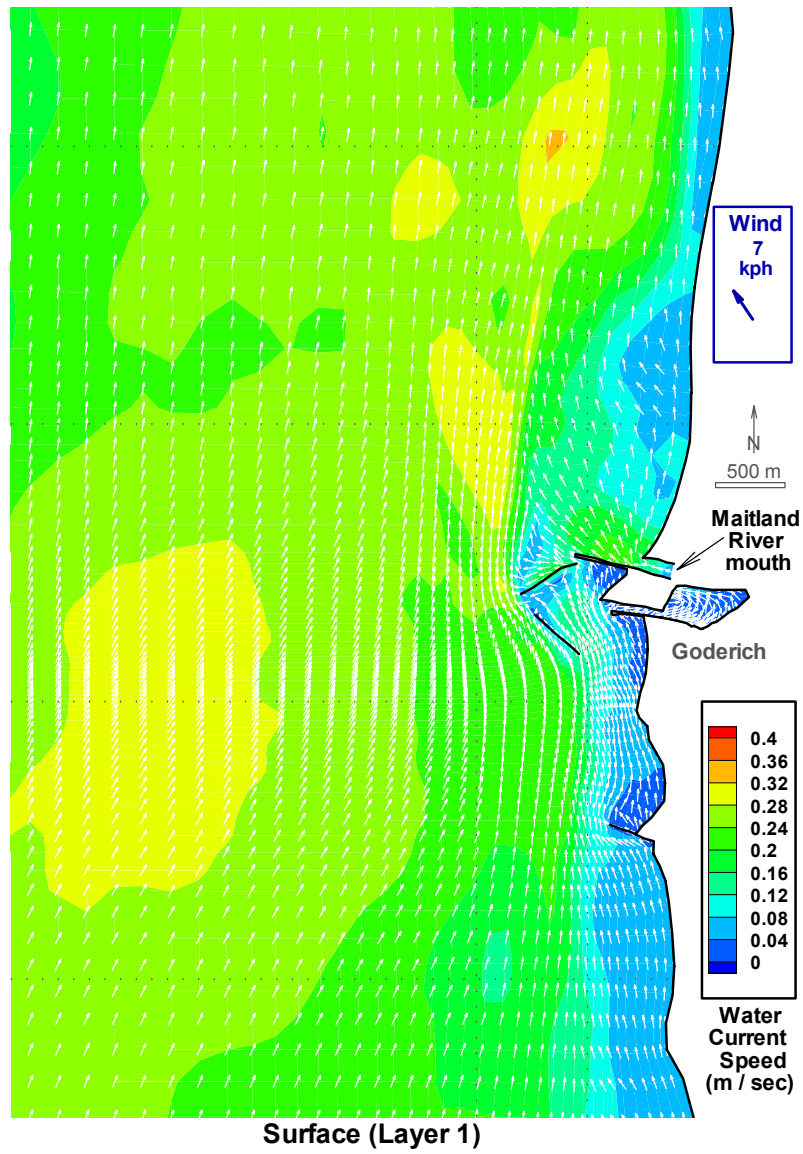 Wind
7
kph
N
500 m
Maitland
River
mouth
Goderich
0.4
0.36
0.32
0.28
0.24
0.2
0.16
0.12
0.08
0.04
0
Water
Current
Speed
(m / sec)
Surface (Layer 1)